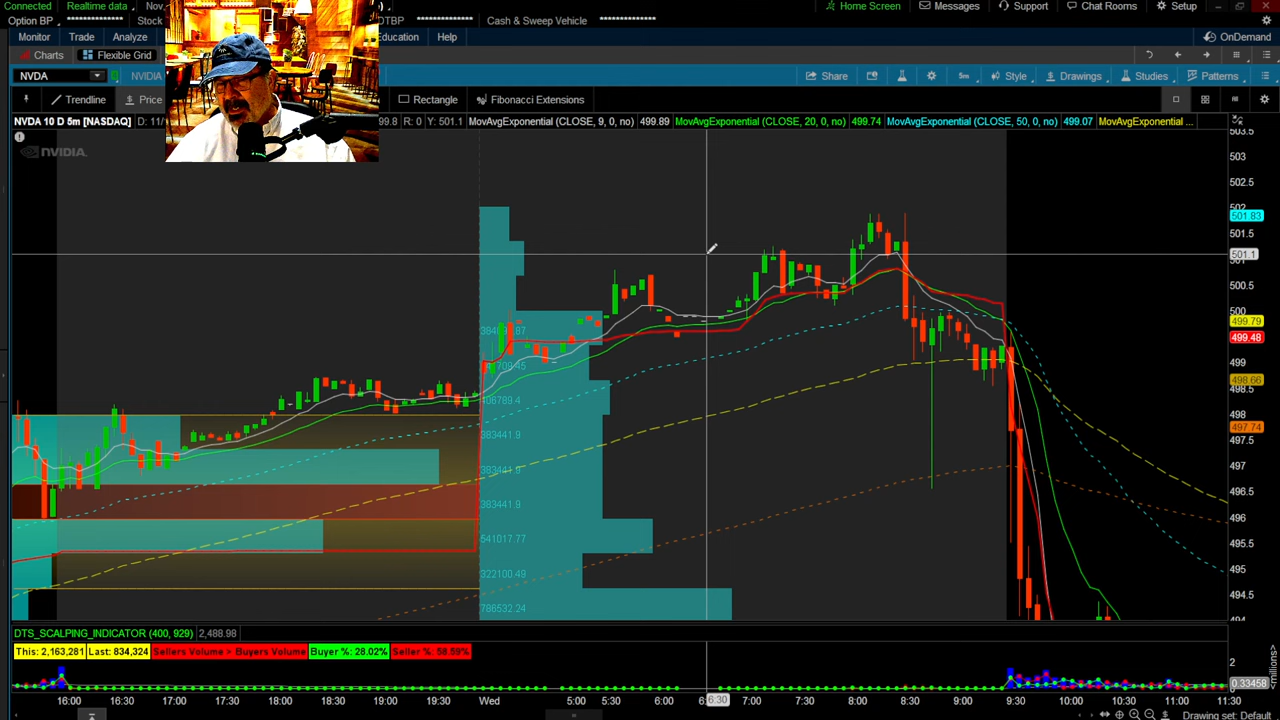 Connected Realtime data Nov Home Screen Messages Support Chat Rooms Setup
Option BP ************** Stock DTBP ************** Cash & Sweep Vehicle **************
Monitor Trade Analyze Education Help OnDemand
Charts Flexible Grid
NVDA NVIDIA Share 5m Style Drawings Studies Patterns
Trendline Price Rectangle Fibonacci Extensions
NVDA 10 D 5m [NASDAQ] D: 11/ 99.8 R: 0 Y: 501.1 MovAvgExponential (CLOSE, 9, 0, no) 499.89 MovAvgExponential (CLOSE, 20, 0, no) 499.74 MovAvgExponential (CLOSE, 50, 0, no) 499.07 MovAvgExponential ...
NVIDIA.
503.5
503
502.5
502
501.83
501.5
501.1
500.5
500
499.79
499.48
499
498.66
498.5
498
497.74
497.5
497
496.5
496
495.5
495
494.5
494
709.45
406789.4
383441.9
383441.9
383441.9
541017.77
322100.49
786532.24
DTS_SCALPING_INDICATOR (400, 929) 2,488.98
This: 2,163,281 Last: 834,324 Sellers Volume > Buyers Volume Buyer %: 28.02% Seller %: 58.59%
2
0.33458
<millions>
16:00 16:30 17:00 17:30 18:00 18:30 19:00 19:30 Wed 5:00 5:30 6:00 6:30 7:00 7:30 8:00 8:30 9:00 9:30 10:00 10:30 11:00 11:30
Drawing set: Default